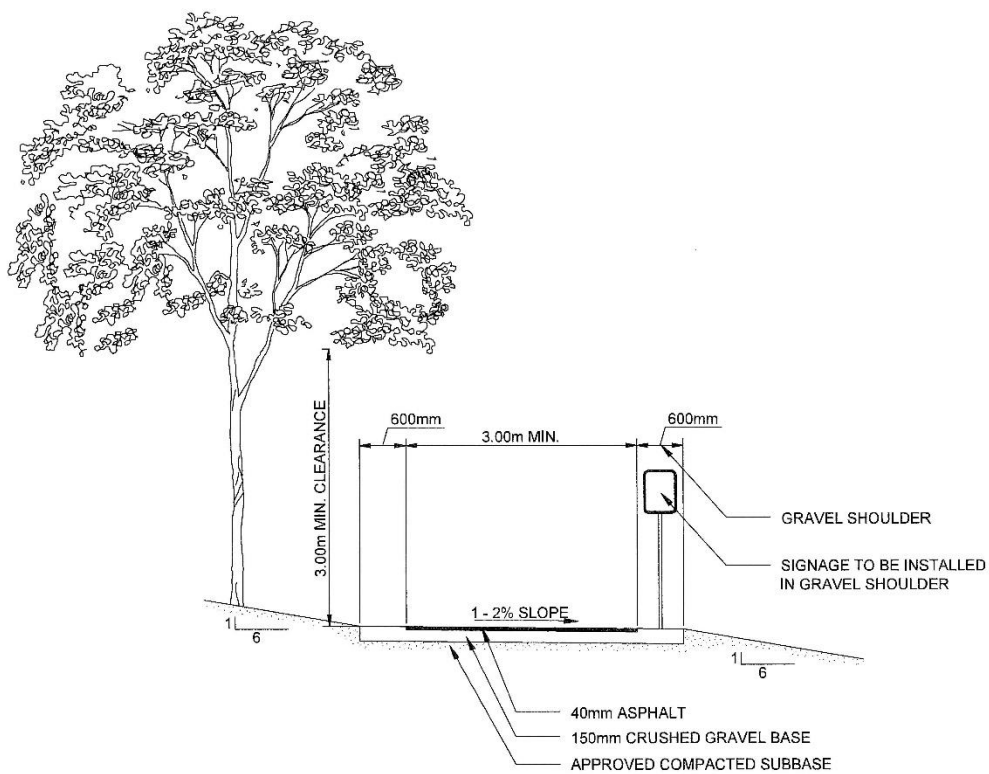 600mm
3.00m MIN.
600mm
3.00m MIN. CLEARANCE
GRAVEL SHOULDER
SIGNAGE TO BE INSTALLED
IN GRAVEL SHOULDER
1 - 2% SLOPE
1
6
1
6
40mm ASPHALT
150mm CRUSHED GRAVEL BASE
APPROVED COMPACTED SUBBASE